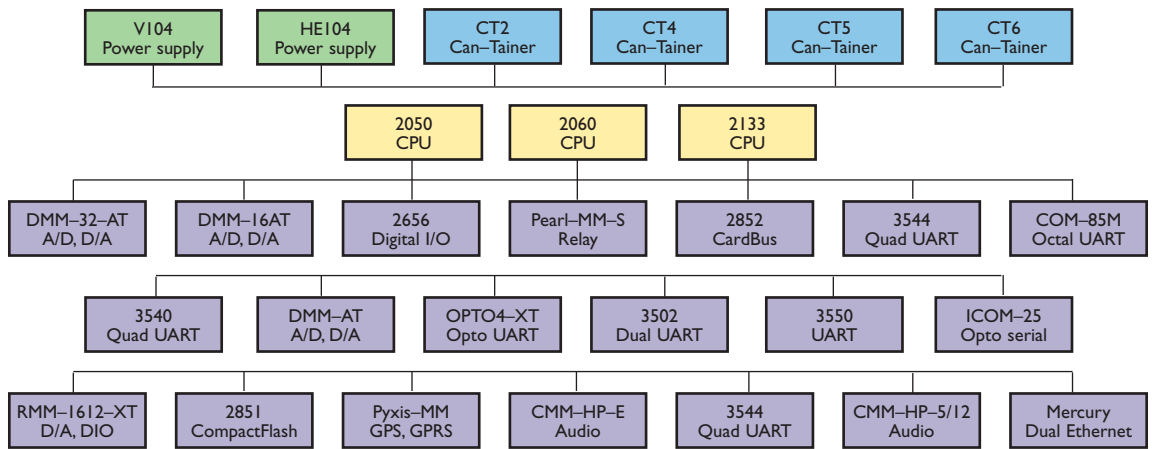 V104
Power supply
HE104
Power supply
CT2
Can–Tainer
CT4
Can–Tainer
CT5
Can–Tainer
CT6
Can–Tainer
2050
CPU
2060
CPU
2133
CPU
DMM–32–AT
A/D, D/A
DMM–16AT
A/D, D/A
2656
Digital I/O
Pearl–MM–S
Relay
2852
CardBus
3544
Quad UART
COM–85M
Octal UART
3540
Quad UART
DMM–AT
A/D, D/A
OPTO4–XT
Opto UART
3502
Dual UART
3550
UART
ICOM–25
Opto serial
RMM–1612–XT
D/A, DIO
2851
CompactFlash
Pyxis–MM
GPS, GPRS
CMM–HP–E
Audio
3544
Quad UART
CMM–HP–5/12
Audio
Mercury
Dual Ethernet